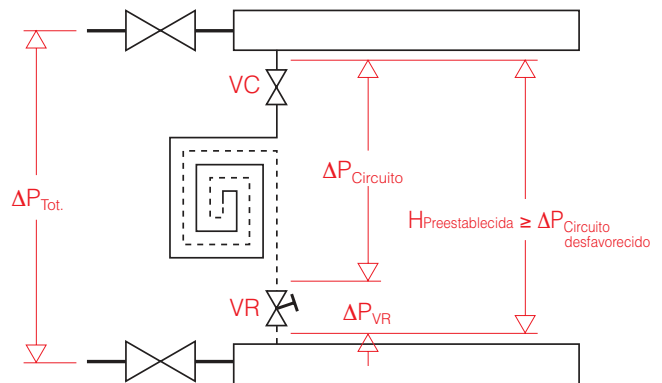 VC
ΔPCircuito
ΔPTot.
HPreestablecida ≥ ΔPCircuito
desfavorecido
VR
ΔPVR